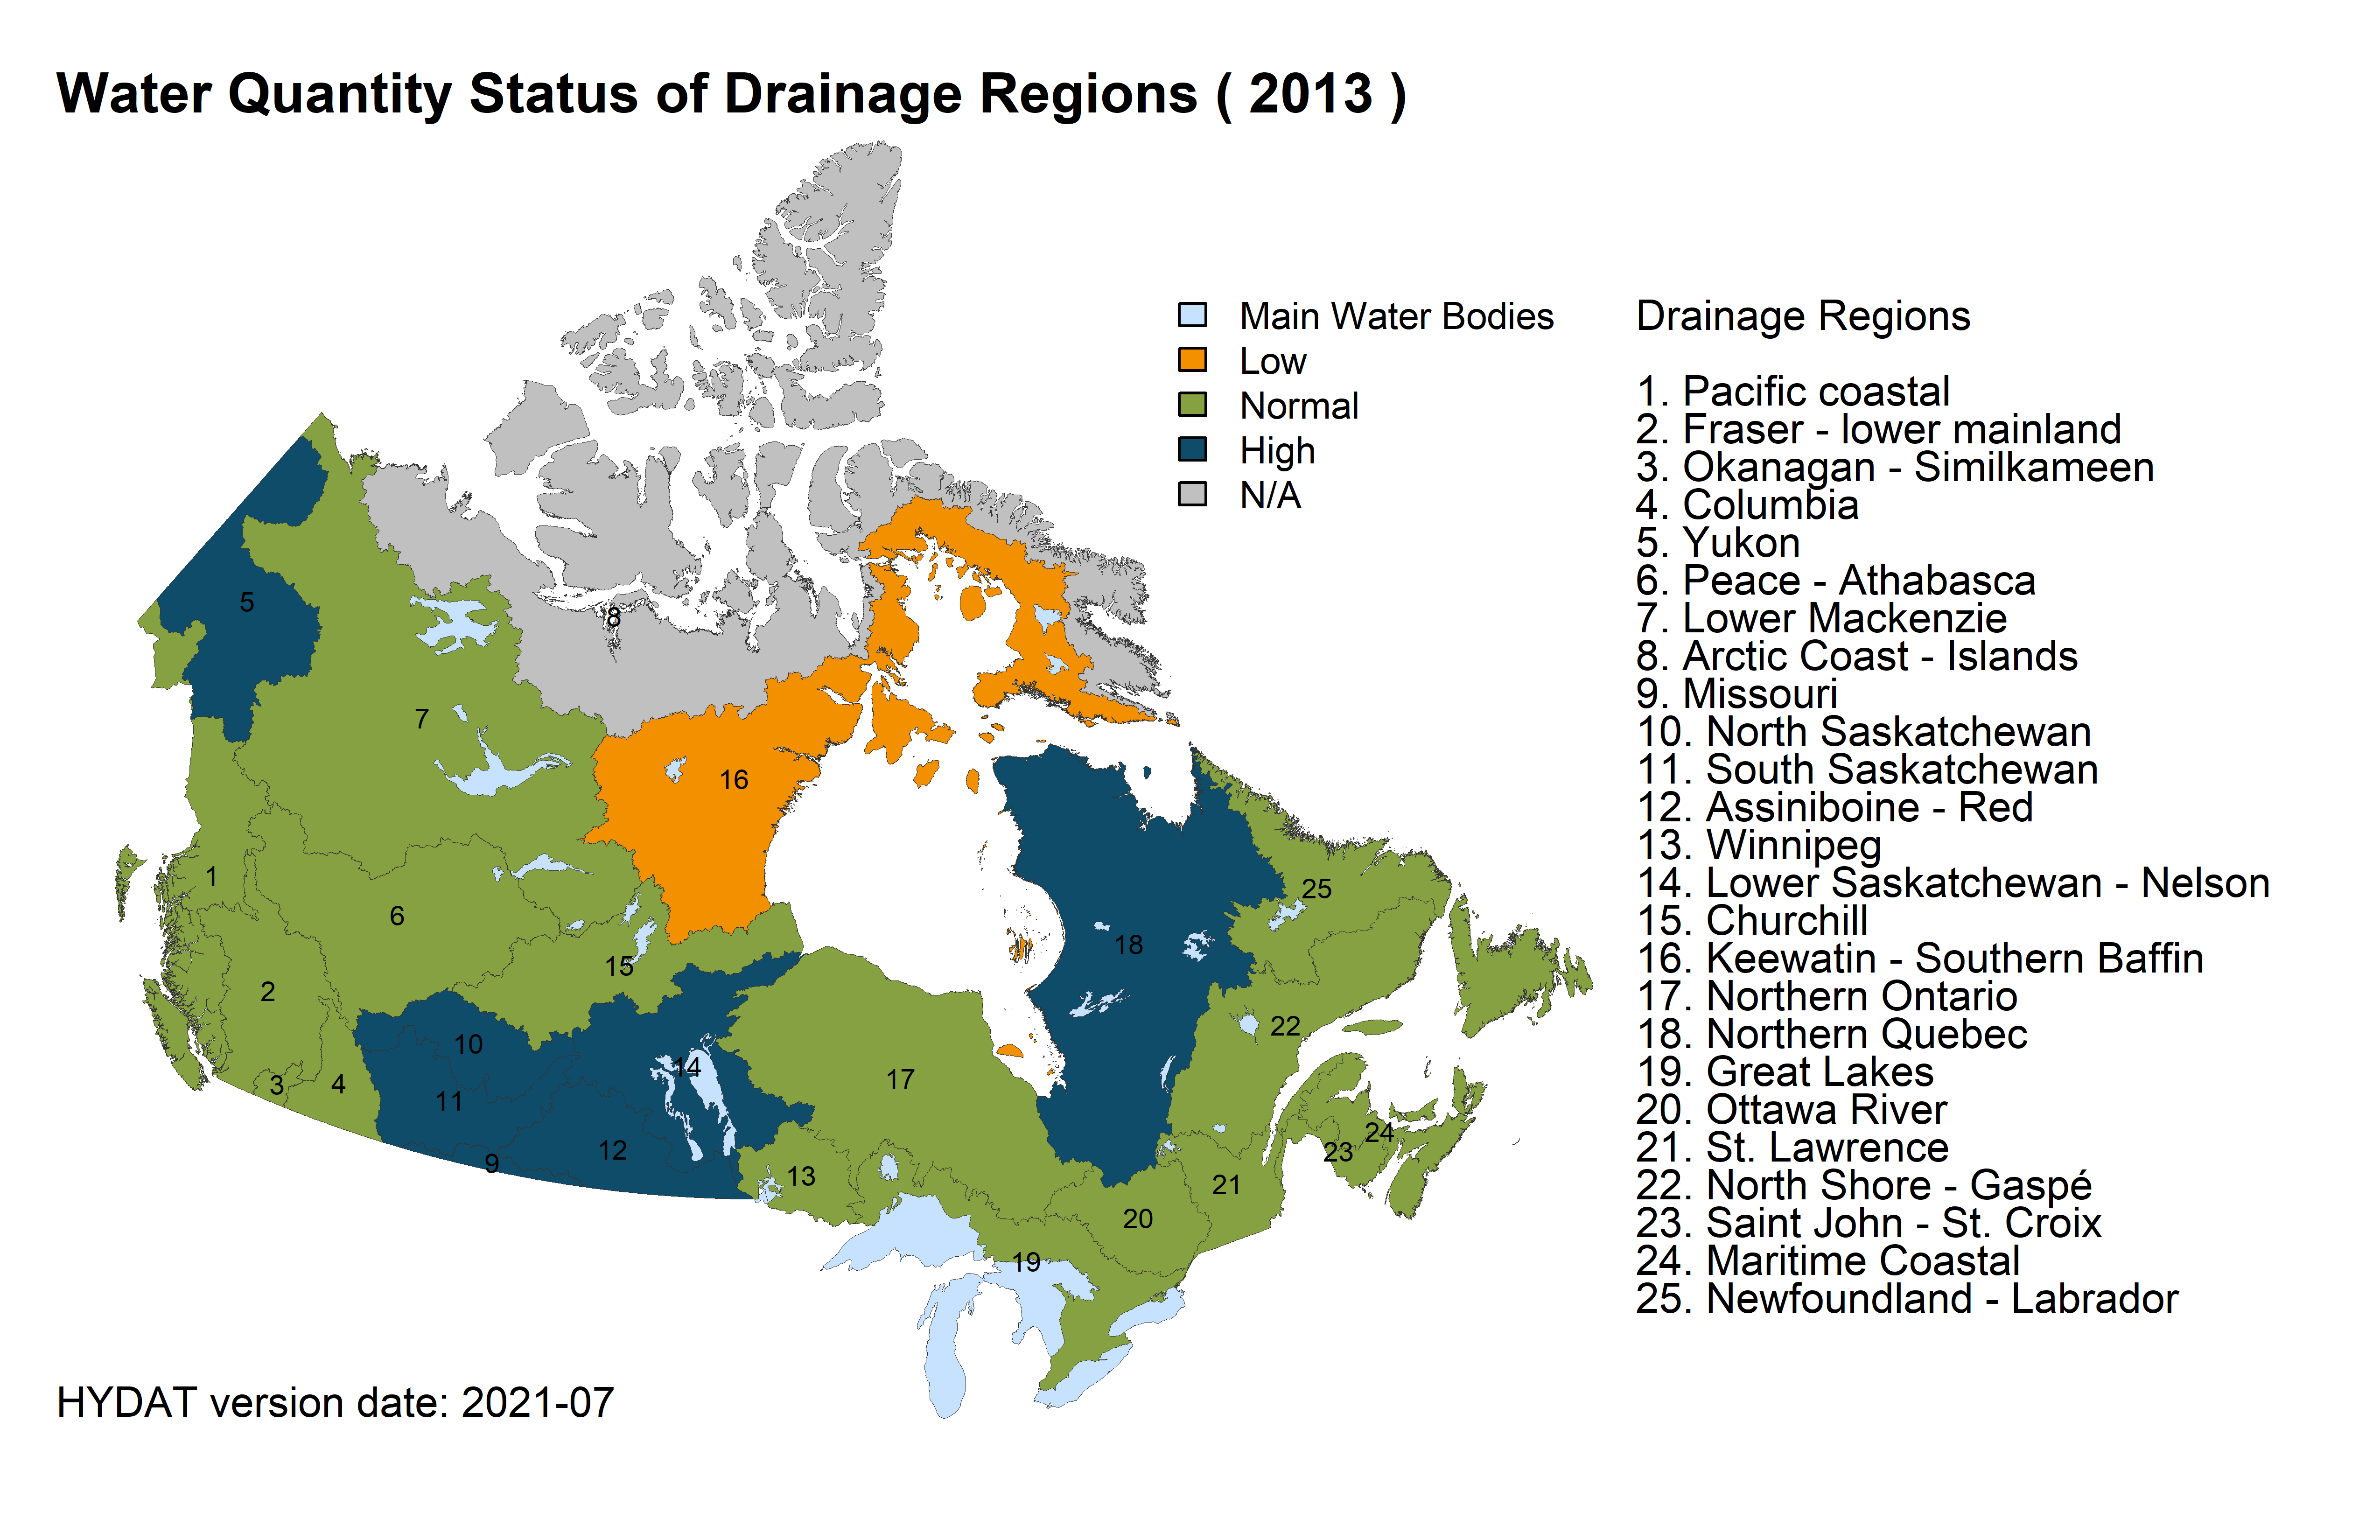 Water Quantity Status of Drainage Regions ( 2013 )
Main Water Bodies
Low
Normal
High
N/A
Drainage Regions
1. Pacific coastal
2. Fraser - lower mainland
3. Okanagan - Similkameen
4. Columbia
5. Yukon
6. Peace - Athabasca
7. Lower Mackenzie
8. Arctic Coast - Islands
9. Missouri
10. North Saskatchewan
11. South Saskatchewan
12. Assiniboine - Red
13. Winnipeg
14. Lower Saskatchewan - Nelson
15. Churchill
16. Keewatin - Southern Baffin
17. Northern Ontario
18. Northern Quebec
19. Great Lakes
20. Ottawa River
21. St. Lawrence
22. North Shore - Gaspé
23. Saint John - St. Croix
24. Maritime Coastal
25. Newfoundland - Labrador
5
8
7
16
1
25
6
18
15
2
22
10
14
17
3
4
11
24
12
23
9
13
21
20
19
HYDAT version date: 2021-07